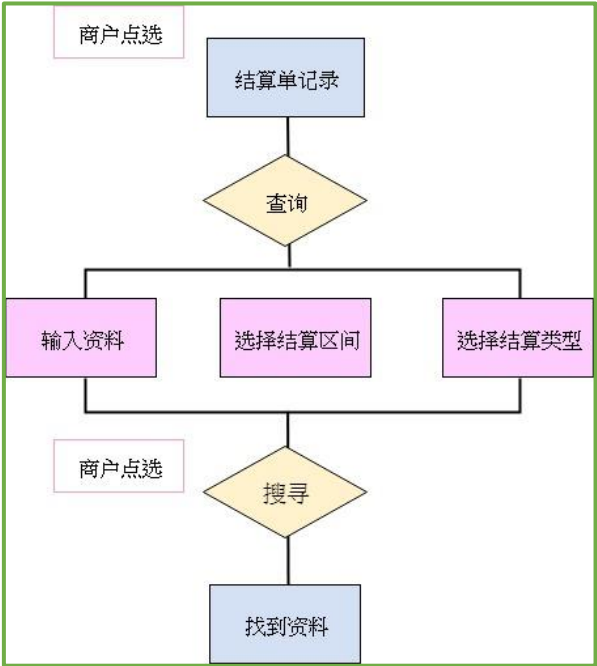 商户点选
结算单记录
查询
输入资料
选择结算区间
选择结算类型
商户点选
搜寻
找到资料